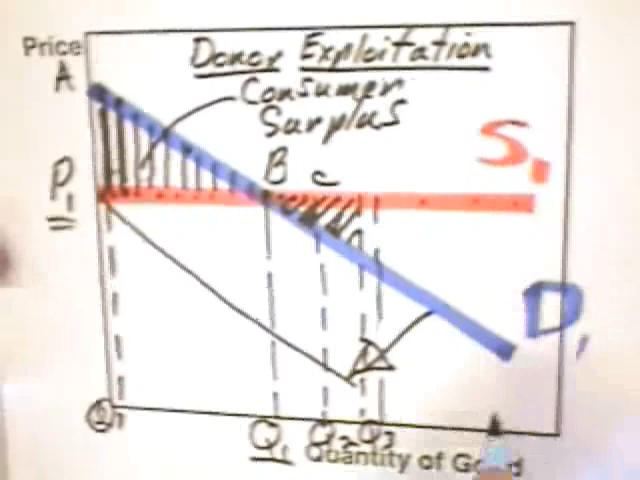 Price
Donor Exploitation
A
Consumer
Surplus
S1
B
C
P1
D1
Q1 Q2 Q3
Quantity of Good